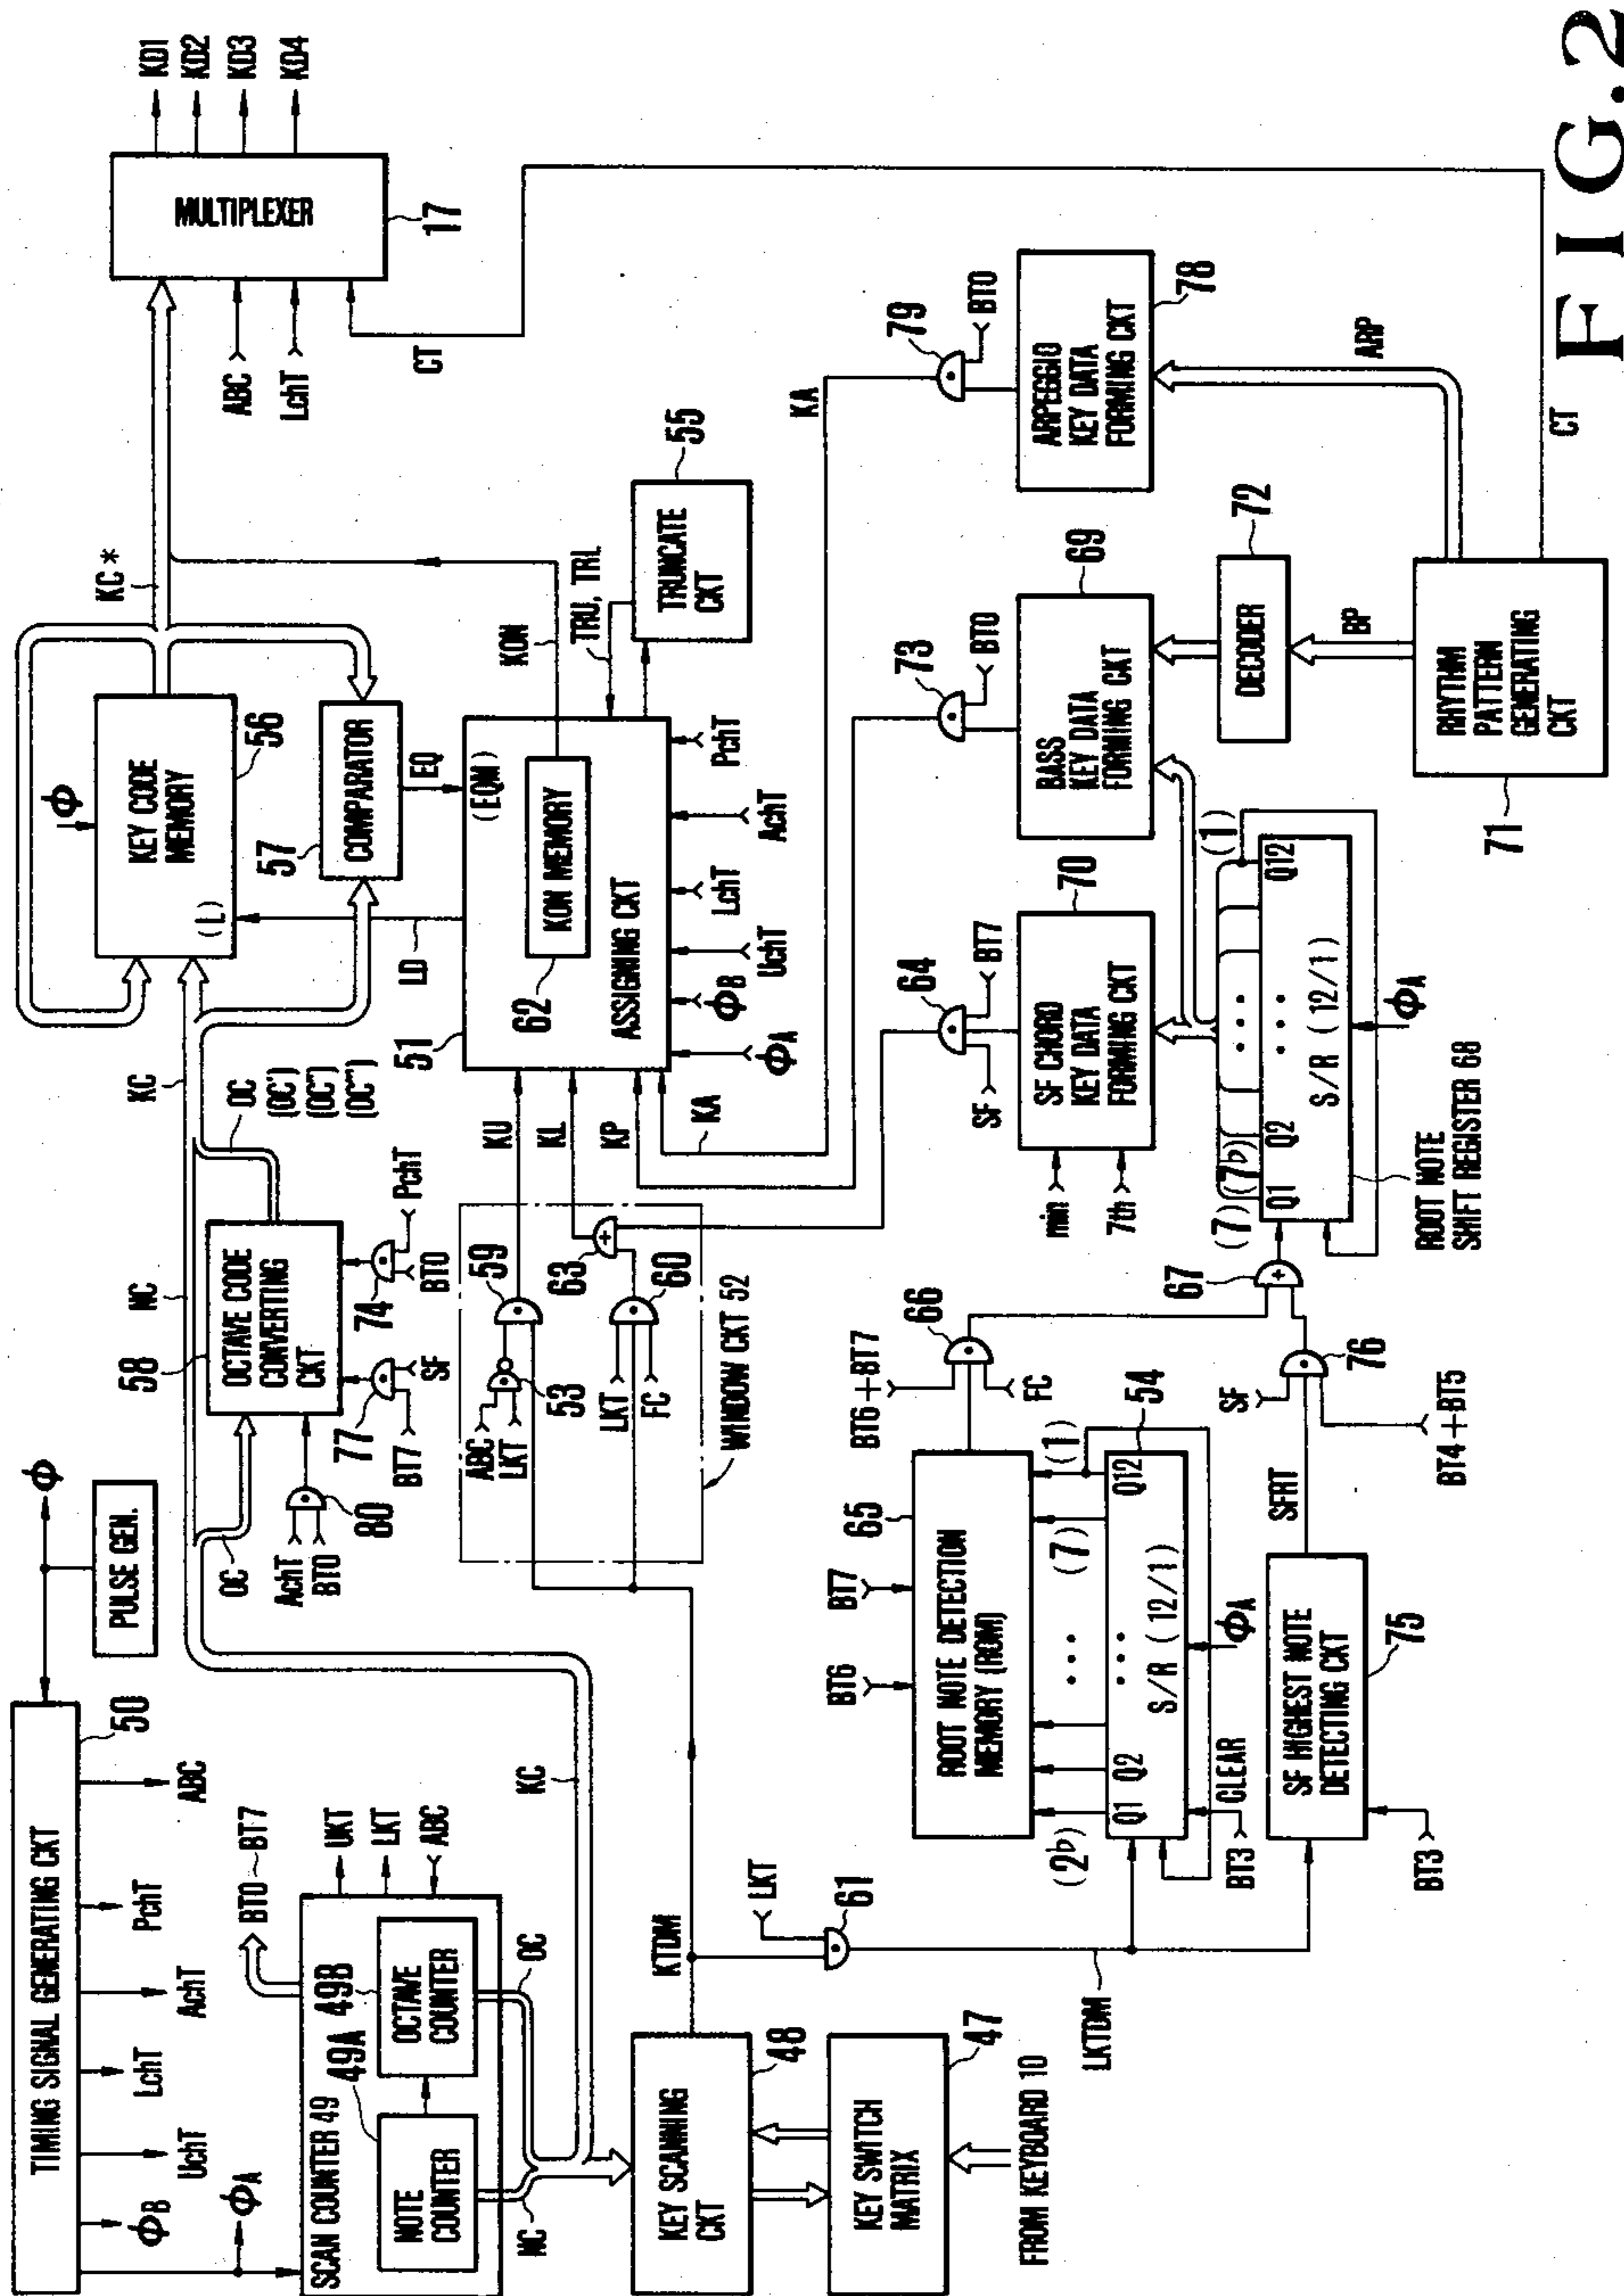 TIMING SIGNAL GENERATING CKT
50
ΦB
ΦA
UchT
LchT
AchT
PchT
ABC
PULSE GEN.
Φ
SCAN COUNTER 49
49A
49B
NOTE
COUNTER
OCTAVE
COUNTER
BT0~BT7
UKT
LKT
ABC
NC
OC
KC
KEY SCANNING
CKT
48
KEY SWITCH
MATRIX
47
FROM KEYBOARD 10
KTDM
LKT
61
LKTDM
OC
NC
KC
58
OCTAVE CODE
CONVERTING
CKT
OC
(OC')
(OC")
(OC"')
AchT
BT0
80
77
BT7
SF
74
BT0
PchT
ABC
LKT
53
59
LKT
FC
60
63
WINDOW CKT 52
KU
KL
KP
KA
Φ
KEY CODE
MEMORY
56
(L)
KC*
57
COMPARATOR
EQ
LD
51
(EQM)
62
KON MEMORY
ASSIGNING CKT
ΦA
ΦB
UchT
LchT
AchT
PchT
KON
TRU, TRL
TRUNCATE
CKT
55
MULTIPLEXER
17
KD1
KD2
KD3
KD4
ABC
LchT
CT
BT6
BT7
65
ROOT NOTE DETECTION
MEMORY (ROM)
(2♭)
(7)
(1)
Q1
Q2
Q12
S/R (12/1)
54
BT3
CLEAR
ΦA
SF HIGHEST NOTE
DETECTING CKT
75
BT3
SFRT
BT6+BT7
FC
66
SF
76
BT4+BT5
67
(7)
(7♭)
(1)
Q1
Q2
Q12
S/R (12/1)
ΦA
ROOT NOTE
SHIFT REGISTER 68
SF CHORD
KEY DATA
FORMING CKT
70
min
7th
SF
64
BT7
BASS
KEY DATA
FORMING CKT
69
73
BT0
DECODER
72
BP
RHYTHM
PATTERN
GENERATING
CKT
71
ARPEGGIO
KEY DATA
FORMING CKT
78
79
BT0
KA
ARP
CT
FIG.2